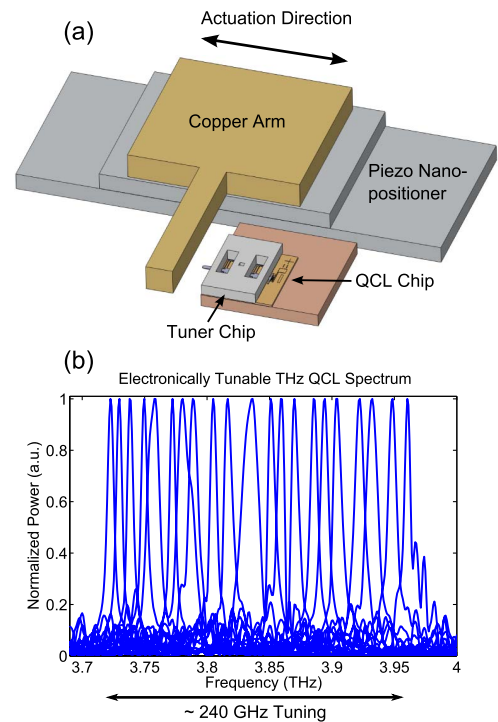 (a)
Actuation Direction
Copper Arm
Piezo Nano-
positioner
QCL Chip
Tuner Chip
(b)
Electronically Tunable THz QCL Spectrum
Normalized Power (a.u.)
1
0.8
0.6
0.4
0.2
0
3.7 3.75 3.8 3.85 3.9 3.95 4
Frequency (THz)
~ 240 GHz Tuning